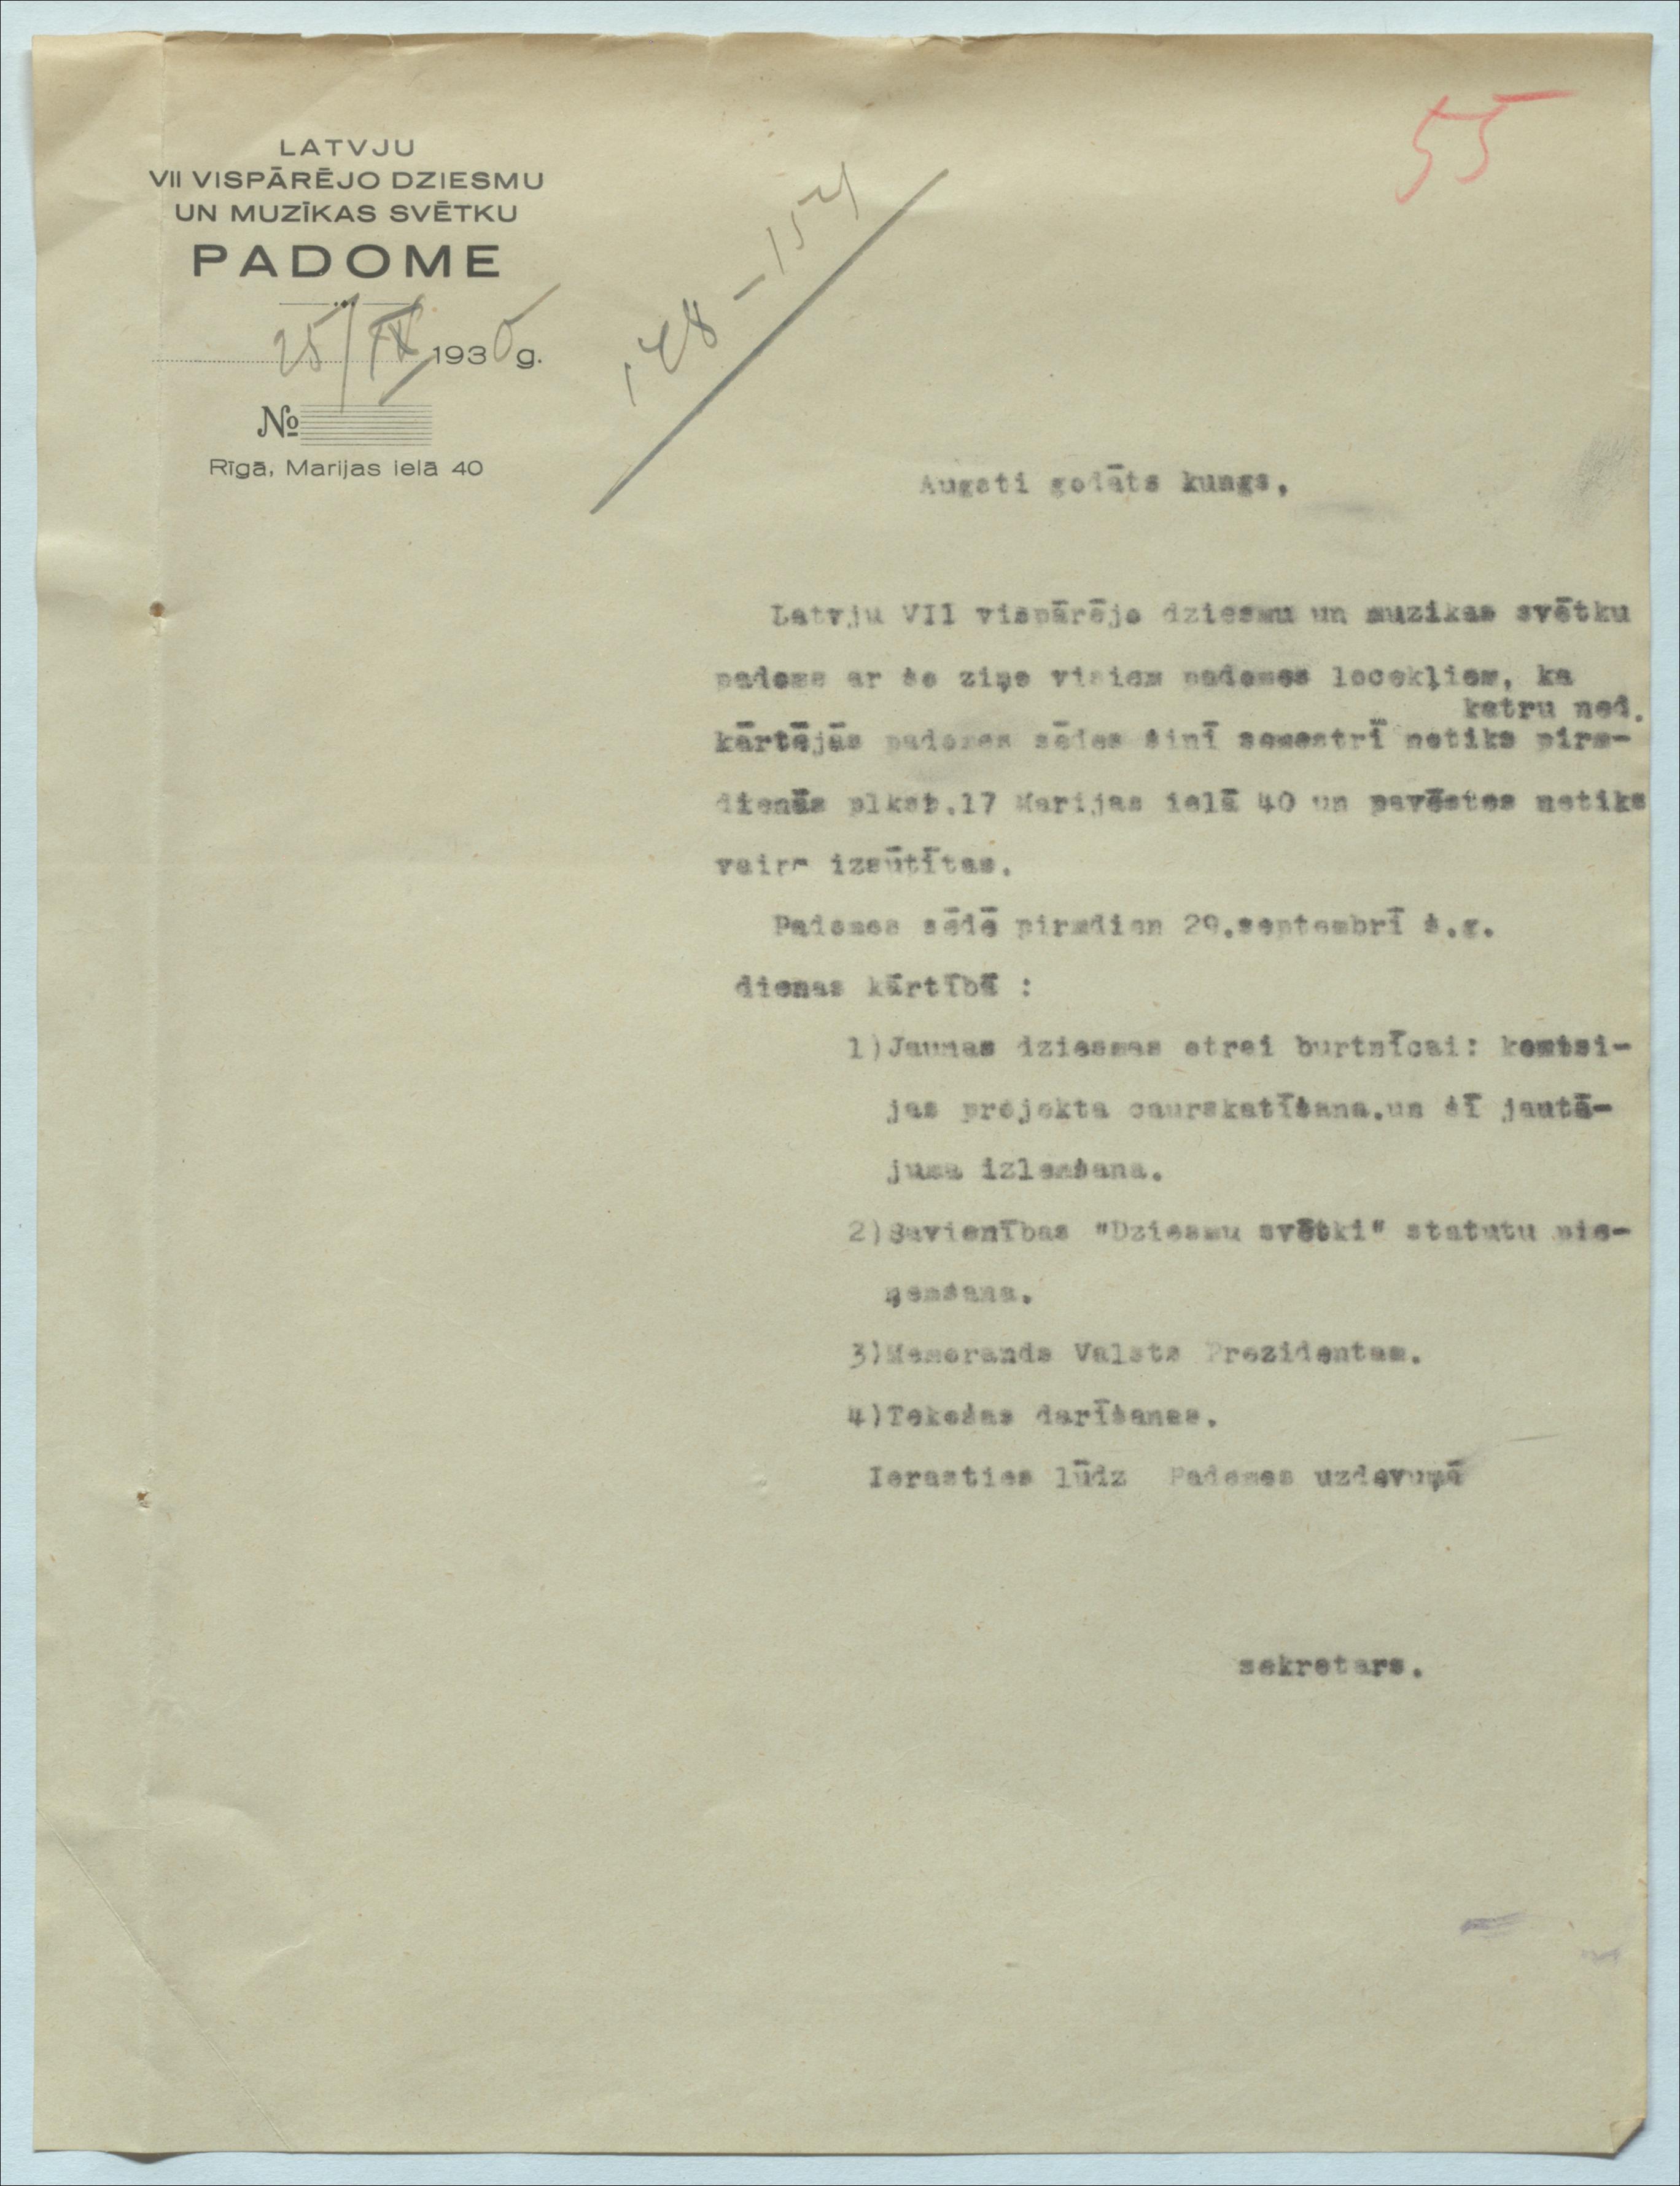 55
LATVJU
VII VISPĀRĒJO DZIESMU
UN MUZĪKAS SVĒTKU
PADOME
25/IX 1930 g.
№
Rīgā, Marijas ielā 40
148-154
Augsti godāts kungs,
Latvju VII vispārējo dziesmu un muzikas svētku
padome ar šo ziņo visiem padomes locekļiem, ka
katru ned.
kārtējās padomes sēdes šinī semestrī notiks pirm-
dienās plkst.17 Marijas ielā 40 un pavēstes netiks
vairs izsūtītas.
Padomes sēdē pirmdien 29.septembrī š.g.
dienas kārtībā :
1)Jaunas dziesmas otrai burtnīcai: komisi-
jas projekta caurskatīšana.un šī jautā-
juma izlemšana.
2)Savienības "Dziesmu svētki" statutu pie-
ņemšana.
3)Memorands Valsts Prezidentam.
4)Tekošas darīšanas.
Ierasties lūdz Padomes uzdevumā
sekretars.